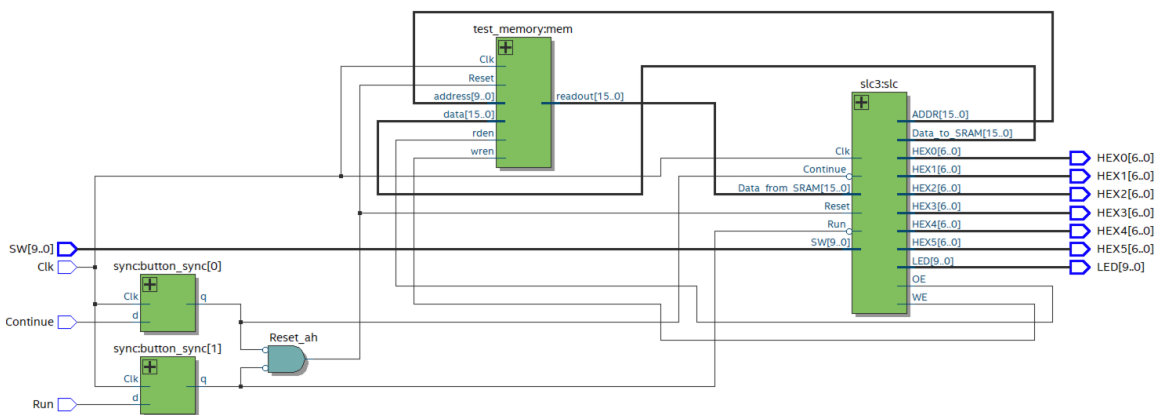 test_memory:mem
Clk
Reset
address[9..0]
data[15..0]
rden
wren
readout[15..0]
slc3:slc
Clk
Continue
Data_from_SRAM[15..0]
Reset
Run
SW[9..0]
ADDR[15..0]
Data_to_SRAM[15..0]
HEX0[6..0]
HEX1[6..0]
HEX2[6..0]
HEX3[6..0]
HEX4[6..0]
HEX5[6..0]
LED[9..0]
OE
WE
HEX0[6..0]
HEX1[6..0]
HEX2[6..0]
HEX3[6..0]
HEX4[6..0]
HEX5[6..0]
LED[9..0]
SW[9..0]
Clk
Continue
Run
sync:button_sync[0]
Clk
d
q
Reset_ah
sync:button_sync[1]
Clk
d
q